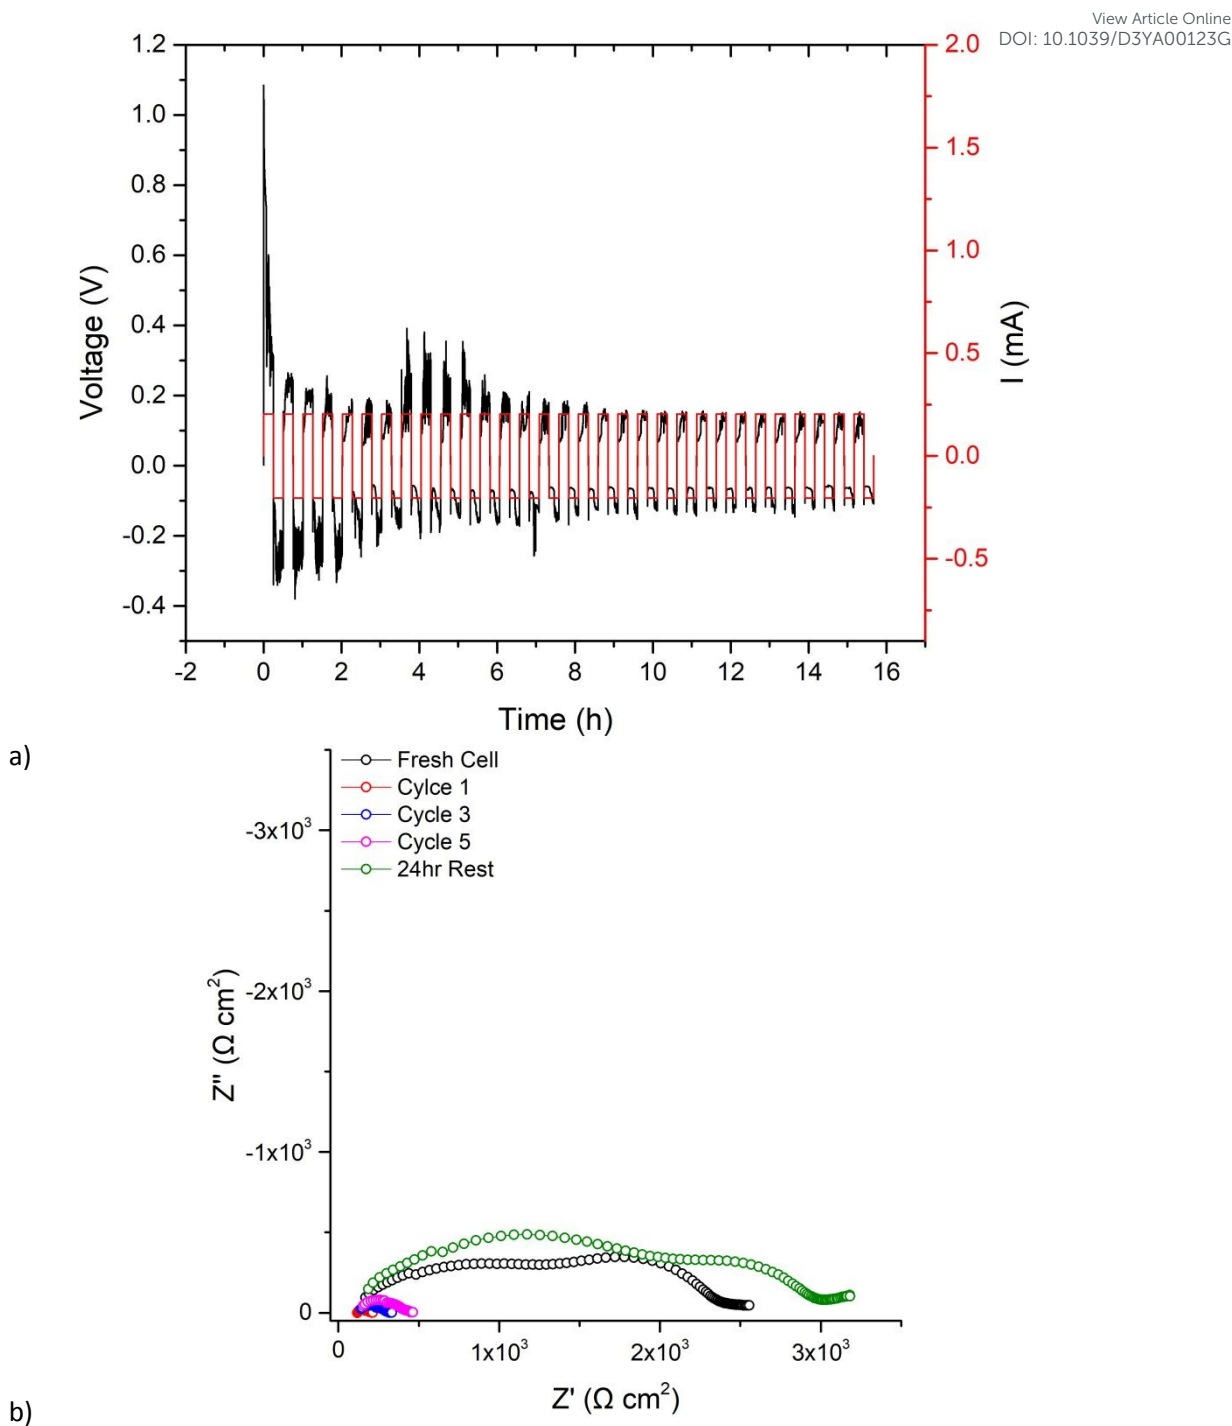 View Article Online
DOI: 10.1039/D3YA00123G
1.2
1.0
0.8
0.6
0.4
0.2
0.0
-0.2
-0.4
Voltage (V)
2.0
1.5
1.0
0.5
0.0
-0.5
I (mA)
-2 0 2 4 6 8 10 12 14 16
Time (h)
a)
Fresh Cell
Cylce 1
Cycle 3
Cycle 5
24hr Rest
-3x10³
-2x10³
-1x10³
0
Z" (Ω cm²)
0 1x10³ 2x10³ 3x10³
Z' (Ω cm²)
b)